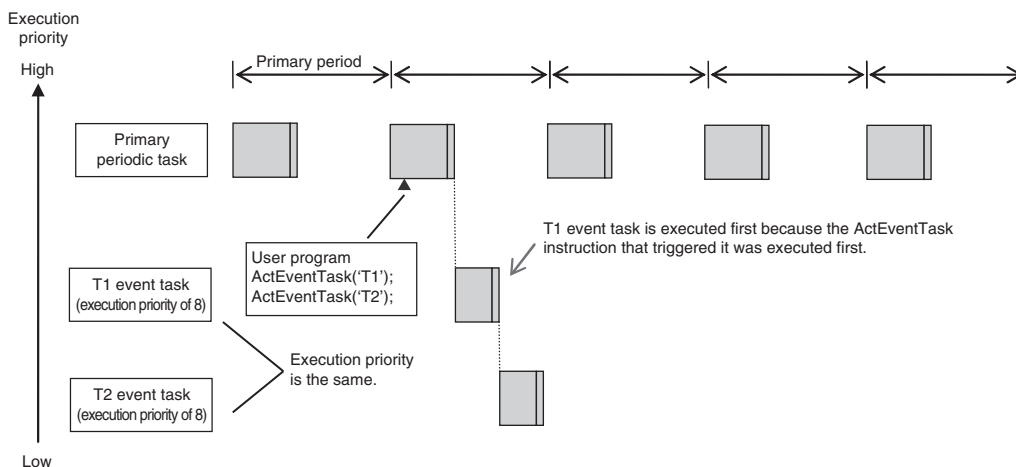 Execution
priority
High
Primary period
Primary
periodic task
T1 event task is executed first because the ActEventTask
instruction that triggered it was executed first.
User program
ActEventTask(‘T1’);
ActEventTask(‘T2’);
T1 event task
(execution priority of 8)
Execution priority
is the same.
T2 event task
(execution priority of 8)
Low